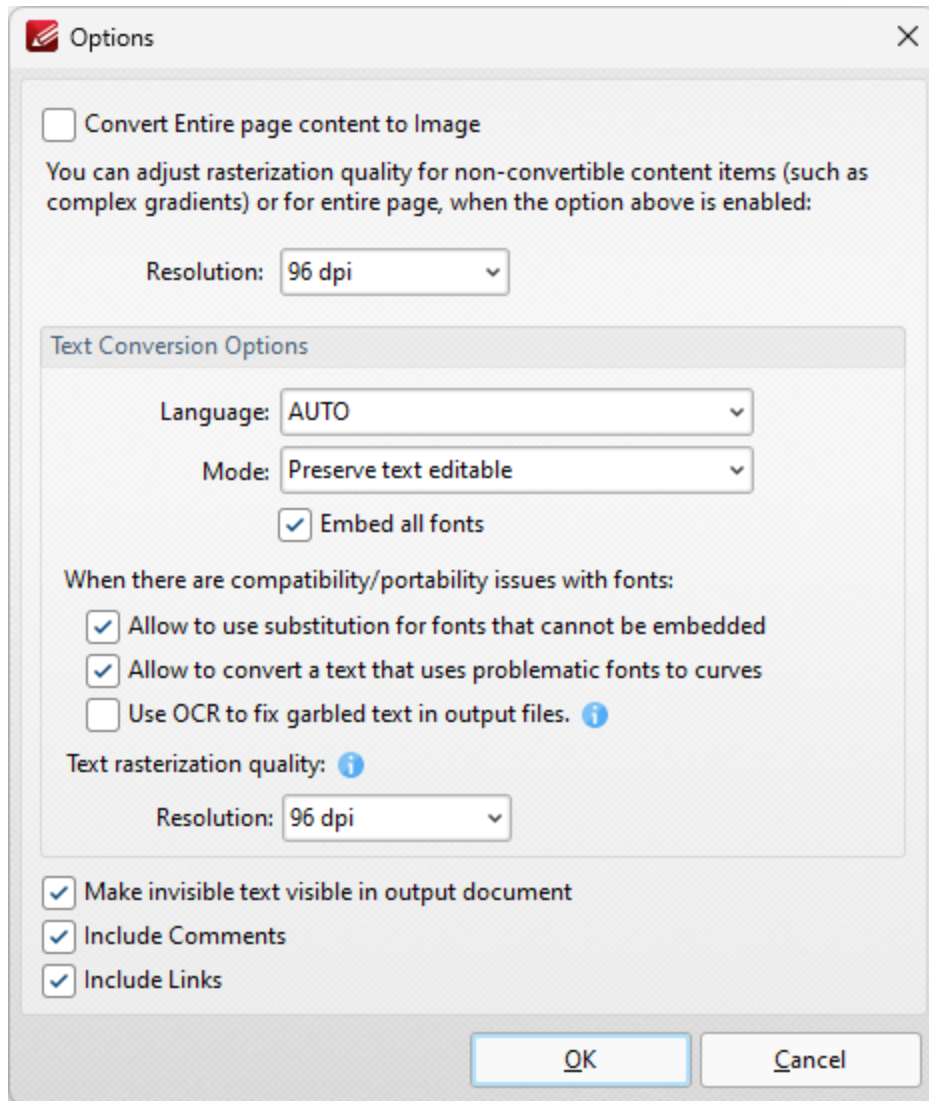 Options
Convert Entire page content to Image
You can adjust rasterization quality for non-convertible content items (such as
complex gradients) or for entire page, when the option above is enabled:
Resolution: 96 dpi
Text Conversion Options
Language: AUTO
Mode: Preserve text editable
Embed all fonts
When there are compatibility/portability issues with fonts:
Allow to use substitution for fonts that cannot be embedded
Allow to convert a text that uses problematic fonts to curves
Use OCR to fix garbled text in output files.
Text rasterization quality:
Resolution: 96 dpi
Make invisible text visible in output document
Include Comments
Include Links
OK Cancel